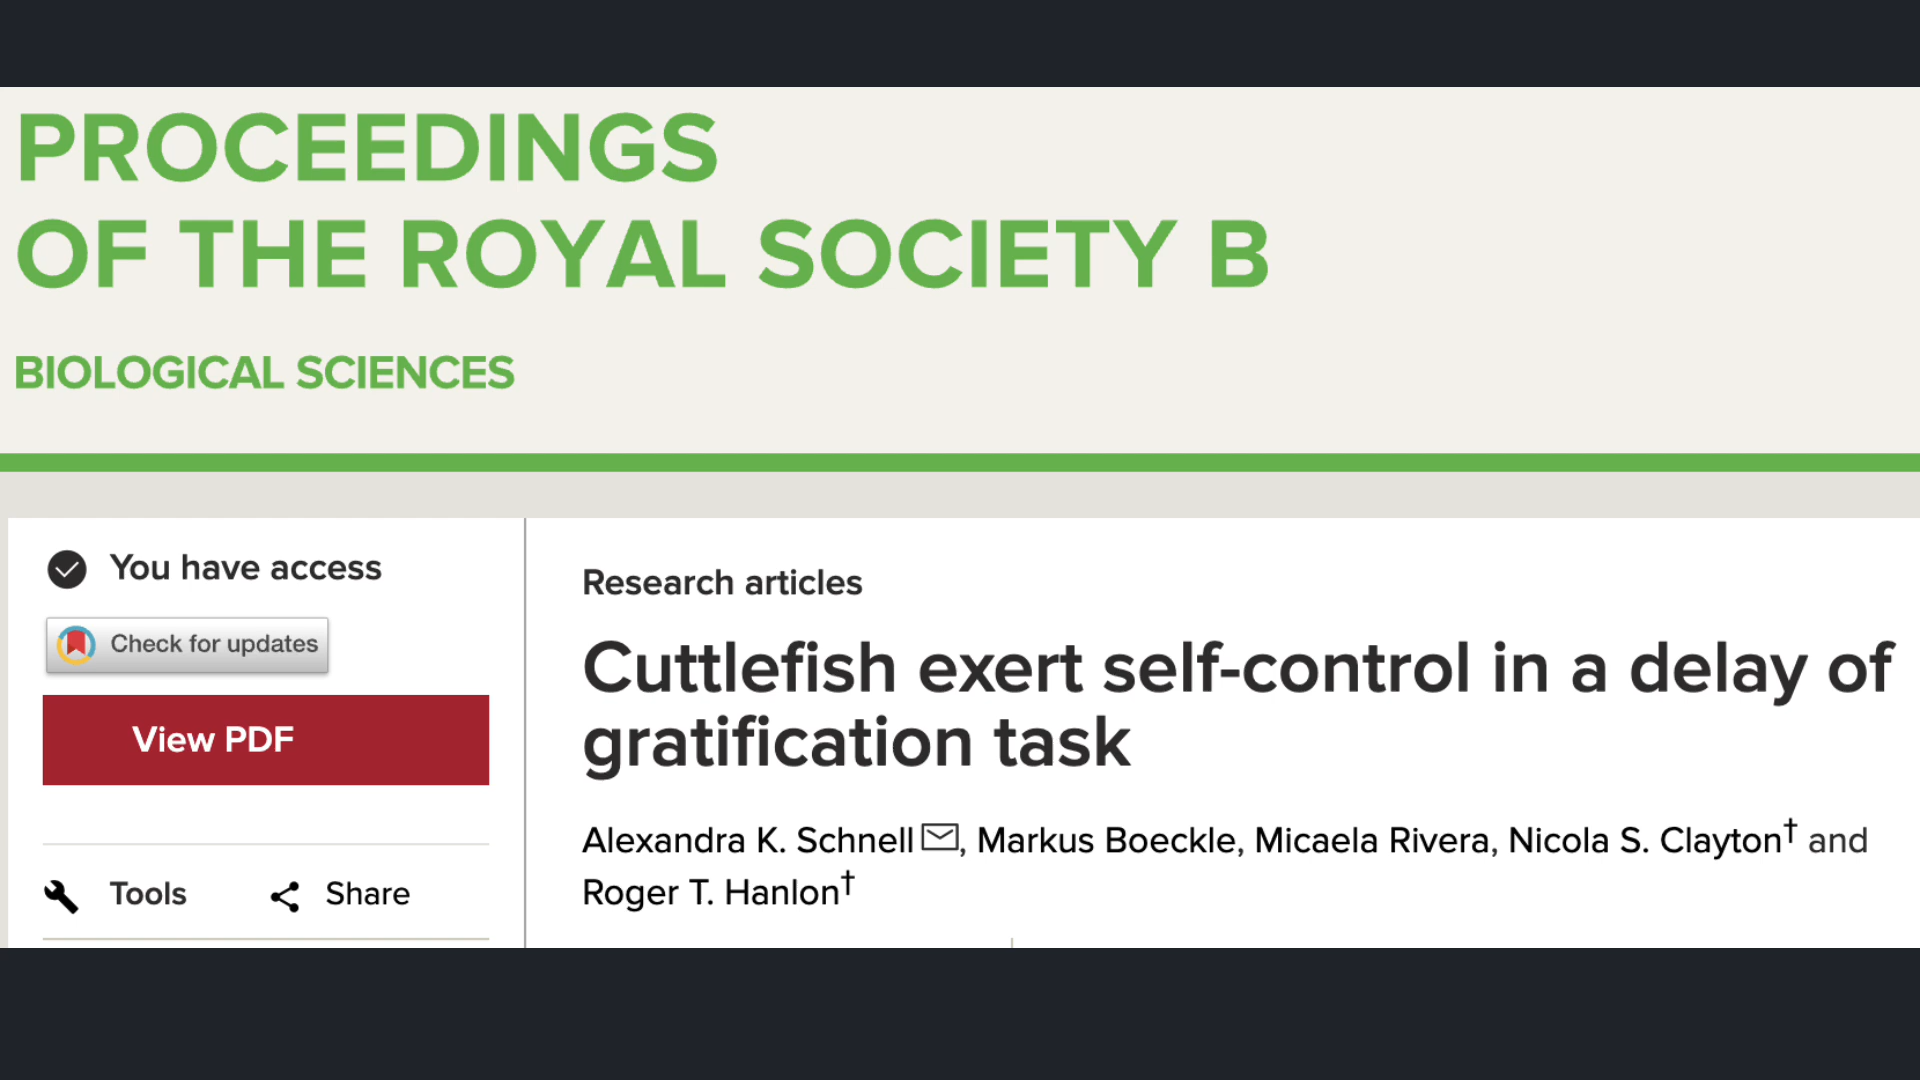 PROCEEDINGS
OF THE ROYAL SOCIETY B
BIOLOGICAL SCIENCES
You have access
Check for updates
View PDF
Tools
Share
Research articles
Cuttlefish exert self-control in a delay of
gratification task
Alexandra K. Schnell, Markus Boeckle, Micaela Rivera, Nicola S. Clayton† and
Roger T. Hanlon†